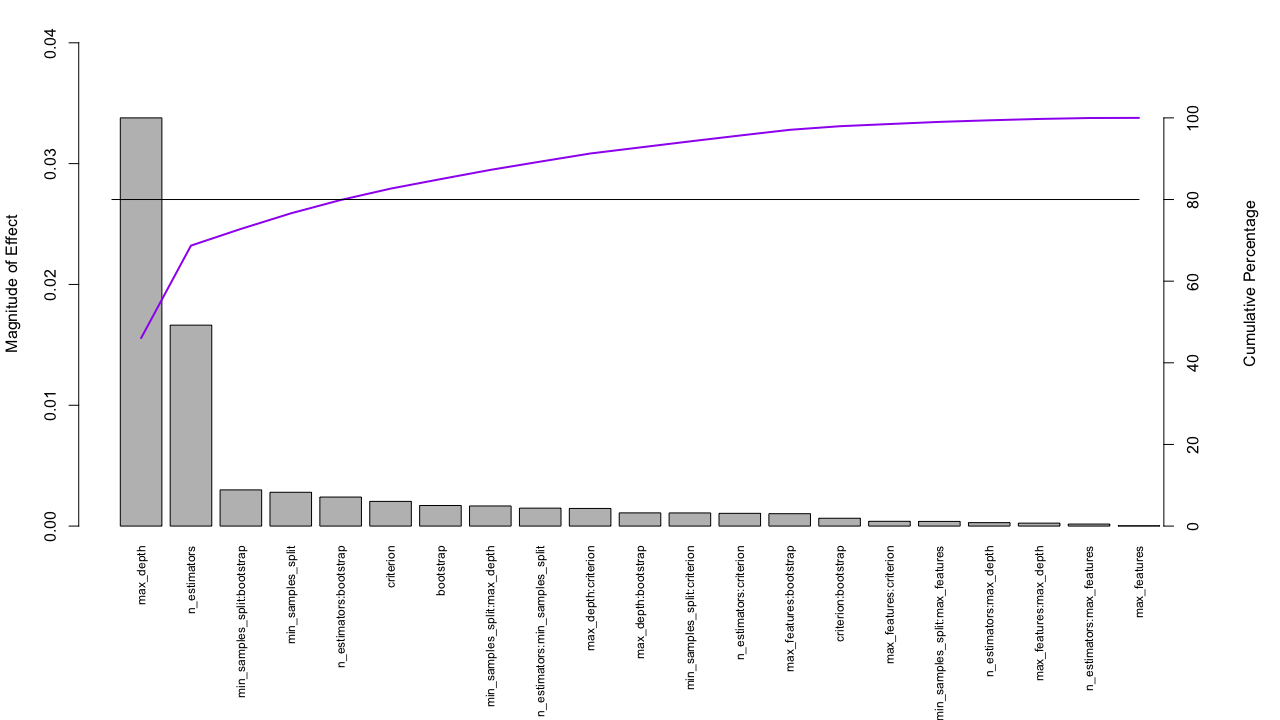 Magnitude of Effect
0.00
0.01
0.02
0.03
0.04
max_depth
n_estimators
min_samples_split:bootstrap
min_samples_split
n_estimators:bootstrap
criterion
bootstrap
min_samples_split:max_depth
n_estimators:min_samples_split
max_depth:criterion
max_depth:bootstrap
min_samples_split:criterion
n_estimators:criterion
max_features:bootstrap
criterion:bootstrap
max_features:criterion
min_samples_split:max_features
n_estimators:max_depth
max_features:max_depth
n_estimators:max_features
max_features
0
20
40
60
80
100
Cumulative Percentage